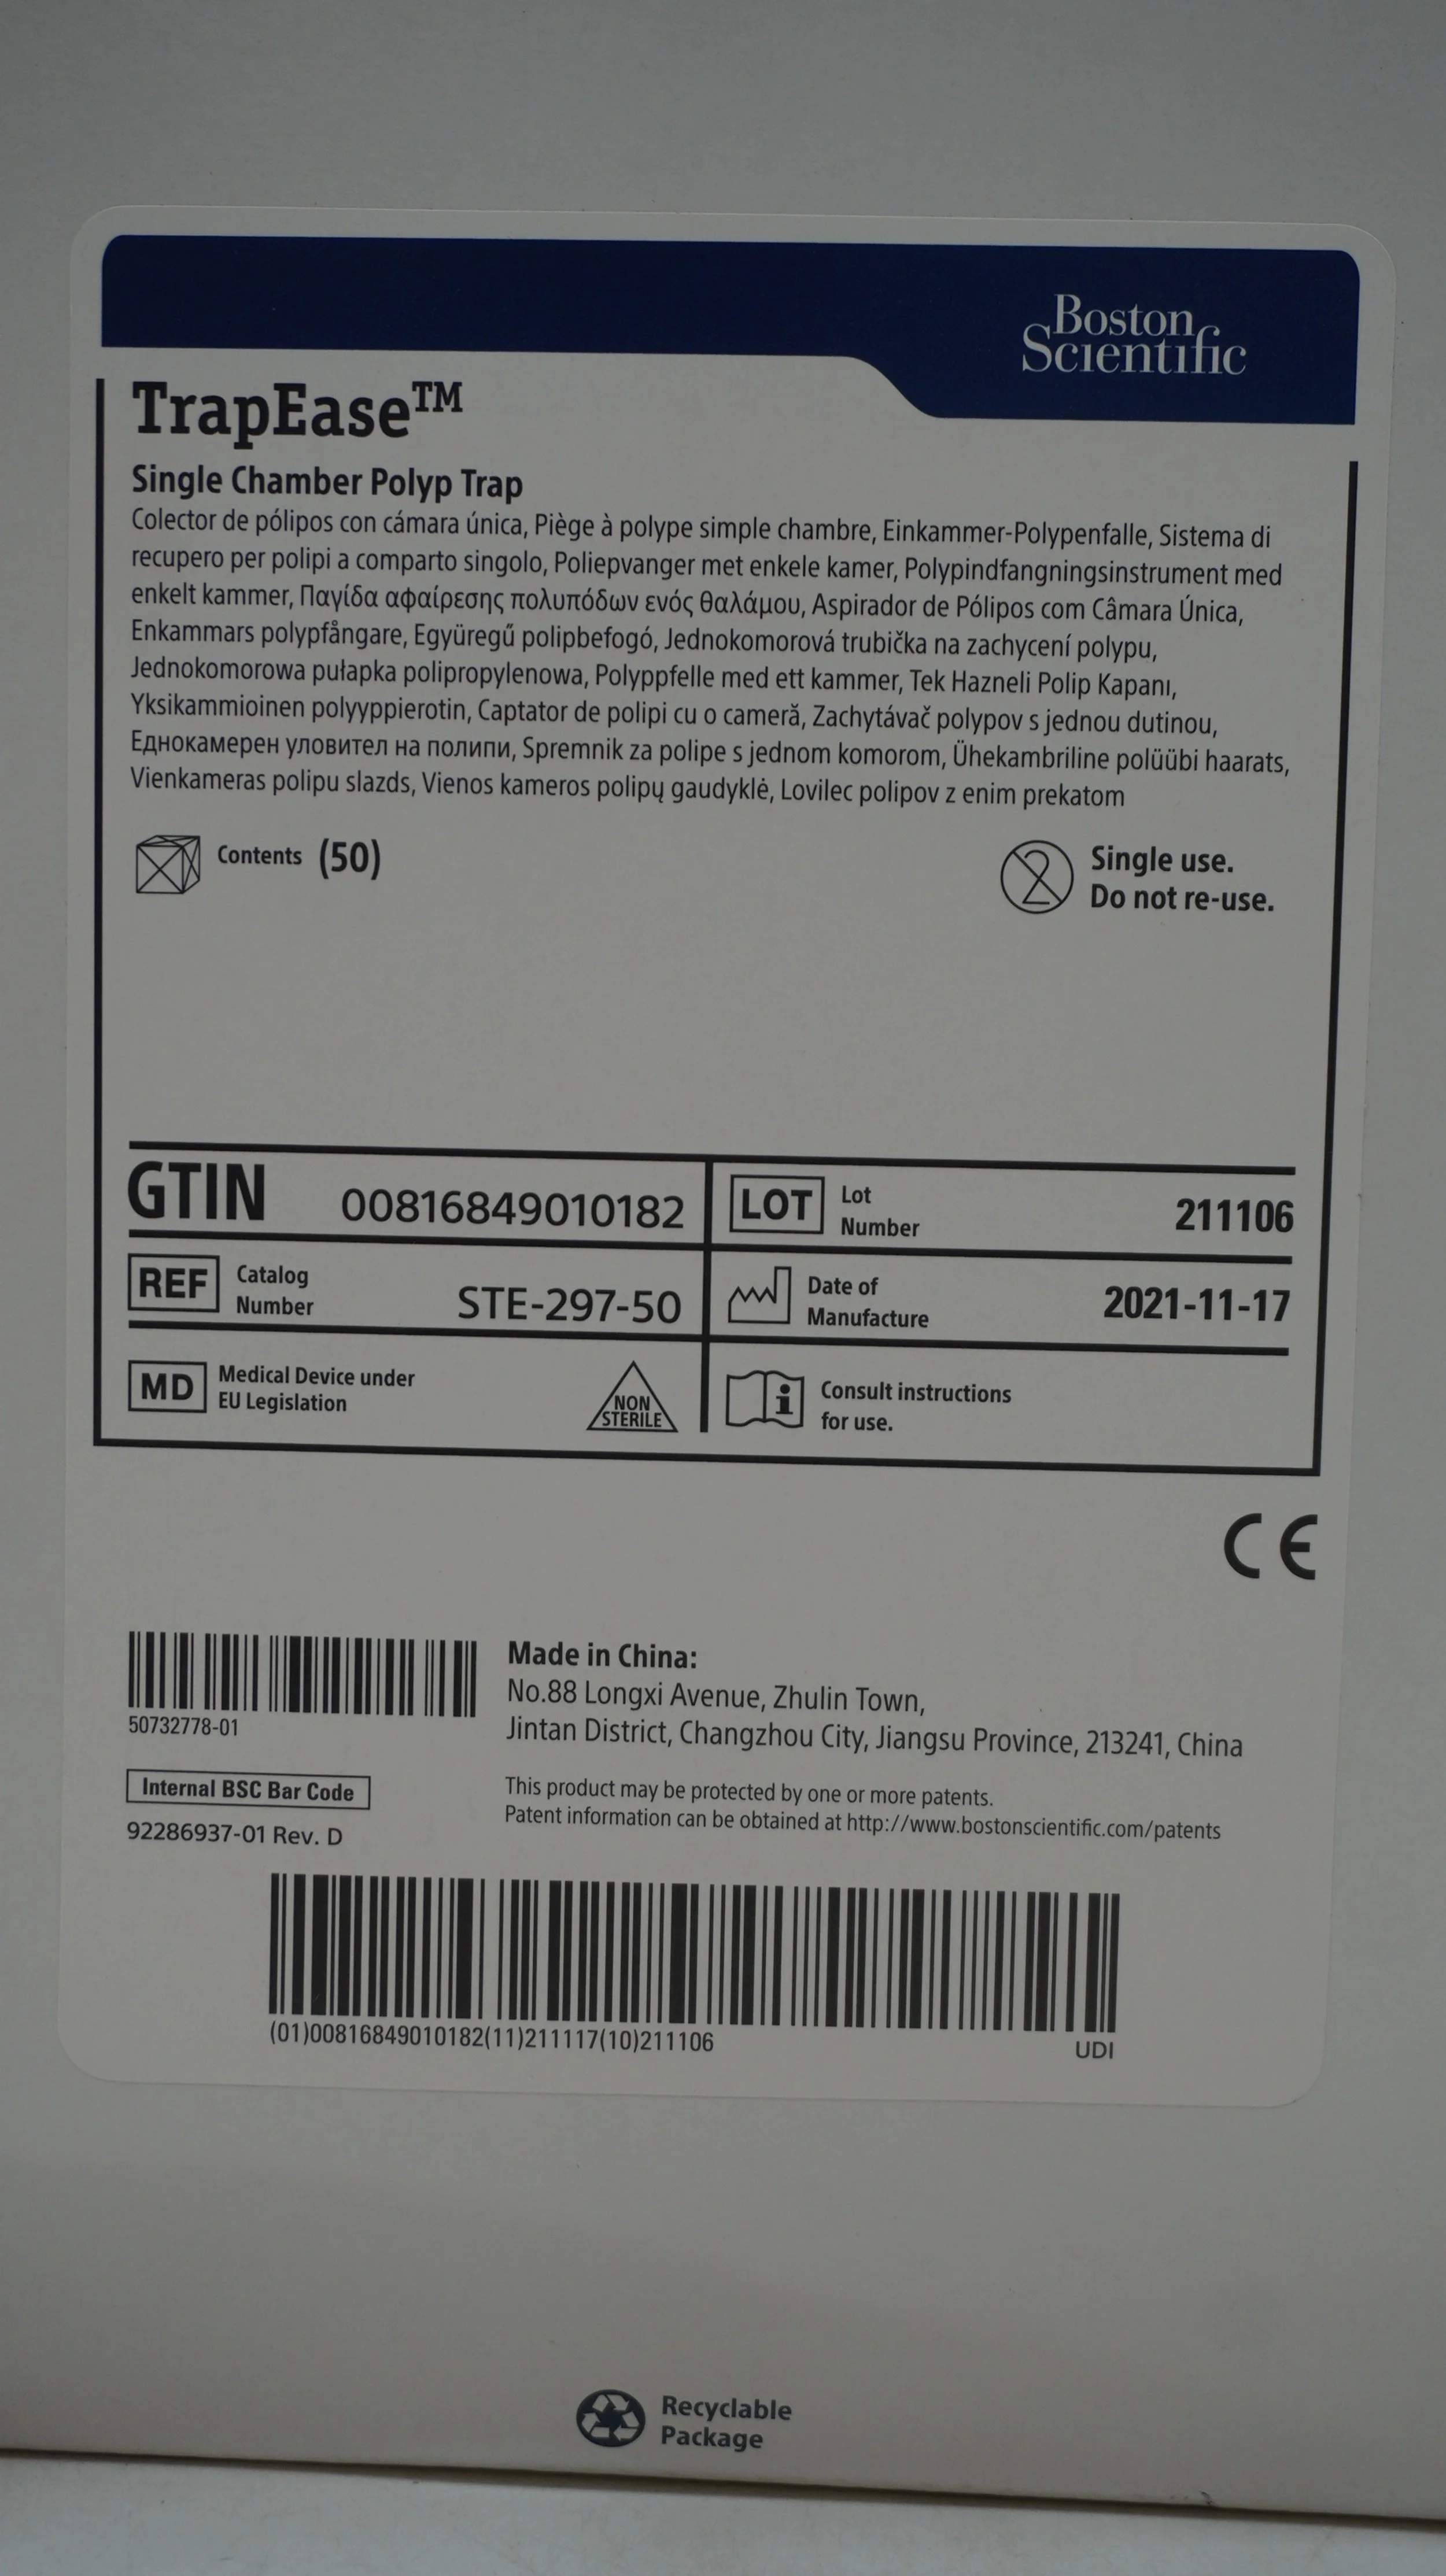 Boston
Scientific
TrapEase™
Single Chamber Polyp Trap
Colector de pólipos con cámara única, Piège à polype simple chambre, Einkammer-Polypenfalle, Sistema di
recupero per polipi a comparto singolo, Poliepvanger met enkele kamer, Polypindfangningsinstrument med
enkelt kammer, Παγίδα αφαίρεσης πολυπόδων ενός θαλάμου, Aspirador de Pólipos com Câmara Única,
Enkammars polypfångare, Együregű polipbefogó, Jednokomorová trubička na zachycení polypu,
Jednokomorowa pułapka polipropylenowa, Polyppfelle med ett kammer, Tek Hazneli Polip Kapanı,
Yksikammioinen polyyppierotin, Captator de polipi cu o cameră, Zachytávač polypov s jednou dutinou,
Еднокамерен уловител на полипи, Spremnik za polipe s jednom komorom, Ühekambriline polüübi haarats,
Vienkameras polipu slazds, Vienos kameros polipų gaudyklė, Lovilec polipov z enim prekatom
Contents (50)
2 Single use.
Do not re-use.
GTIN 00816849010182
LOT Lot
Number 211106
REF Catalog
Number STE-297-50
Date of
Manufacture 2021-11-17
MD Medical Device under
EU Legislation
NON
STERILE
i Consult instructions
for use.
CE
50732778-01
Internal BSC Bar Code
92286937-01 Rev. D
Made in China:
No.88 Longxi Avenue, Zhulin Town,
Jintan District, Changzhou City, Jiangsu Province, 213241, China
This product may be protected by one or more patents.
Patent information can be obtained at http://www.bostonscientific.com/patents
(01)00816849010182(11)211117(10)211106
UDI
Recyclable
Package